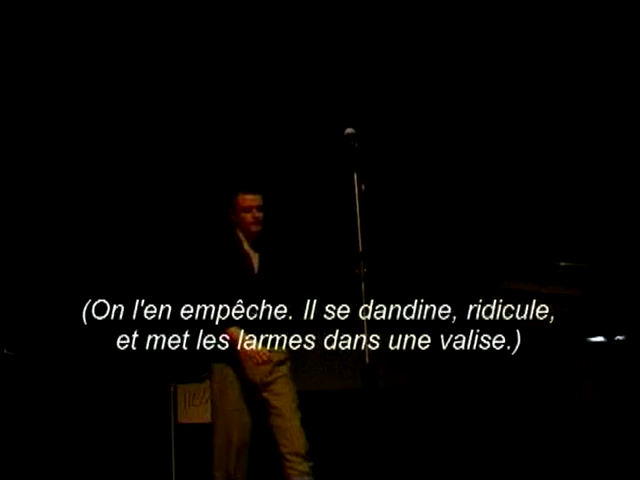 (On l'en empêche. Il se dandine, ridicule,
et met les larmes dans une valise.)